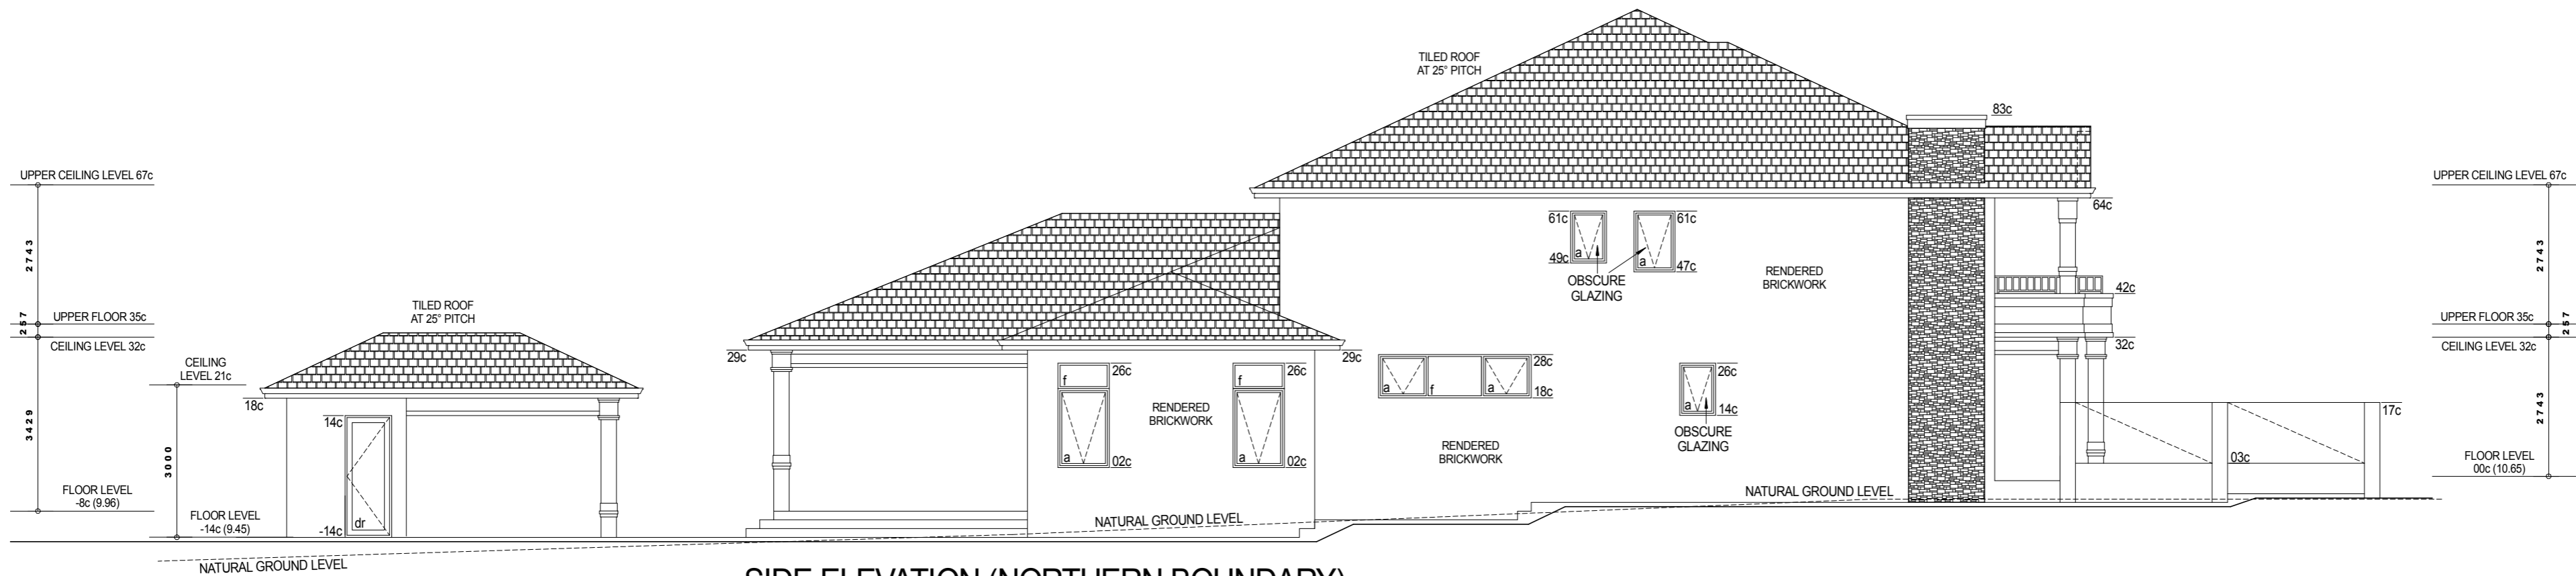 TILED ROOF
AT 25° PITCH
83c
UPPER CEILING LEVEL 67c
UPPER CEILING LEVEL 67c
64c
61c
61c
49c
a
a
47c
OBSCURE
GLAZING
RENDERED
BRICKWORK
2743
2743
42c
TILED ROOF
AT 25° PITCH
UPPER FLOOR 35c
257
CEILING LEVEL 32c
UPPER FLOOR 35c
257
CEILING LEVEL 32c
32c
CEILING
LEVEL 21c
29c
29c
26c
26c
f
f
28c
a
f
a
18c
26c
a
14c
OBSCURE
GLAZING
18c
14c
RENDERED
BRICKWORK
17c
3429
3000
2743
RENDERED
BRICKWORK
a
02c
a
02c
03c
FLOOR LEVEL
00c (10.65)
FLOOR LEVEL
-8c (9.96)
FLOOR LEVEL
-14c (9.45)
-14c
dr
NATURAL GROUND LEVEL
NATURAL GROUND LEVEL
NATURAL GROUND LEVEL
SIDE ELEVATION (NORTHERN BOUNDARY)